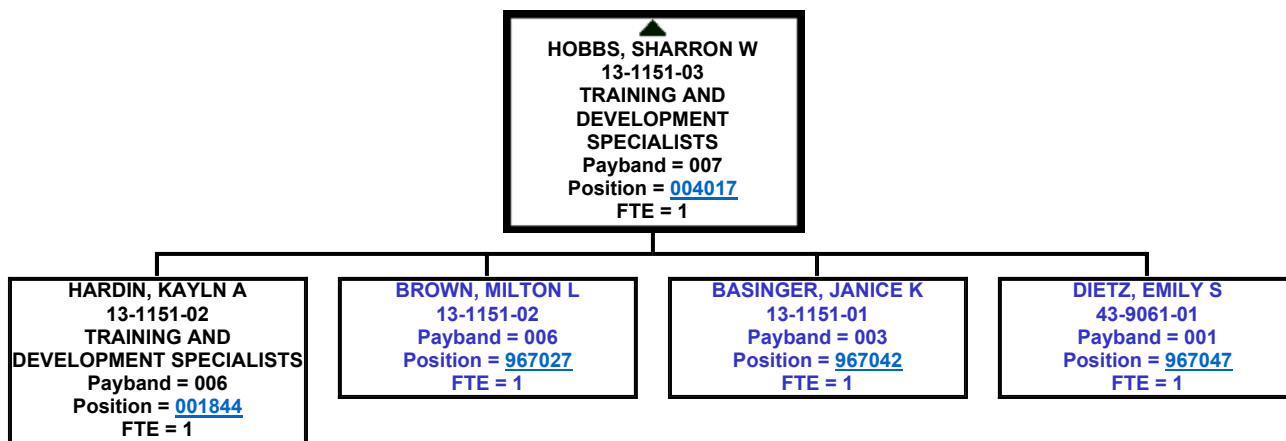 HOBBS, SHARRON W
13-1151-03
TRAINING AND
DEVELOPMENT
SPECIALISTS
Payband = 007
Position = 004017
FTE = 1
HARDIN, KAYLN A
13-1151-02
TRAINING AND
DEVELOPMENT SPECIALISTS
Payband = 006
Position = 001844
FTE = 1
BROWN, MILTON L
13-1151-02
Payband = 006
Position = 967027
FTE = 1
BASINGER, JANICE K
13-1151-01
Payband = 003
Position = 967042
FTE = 1
DIETZ, EMILY S
43-9061-01
Payband = 001
Position = 967047
FTE = 1